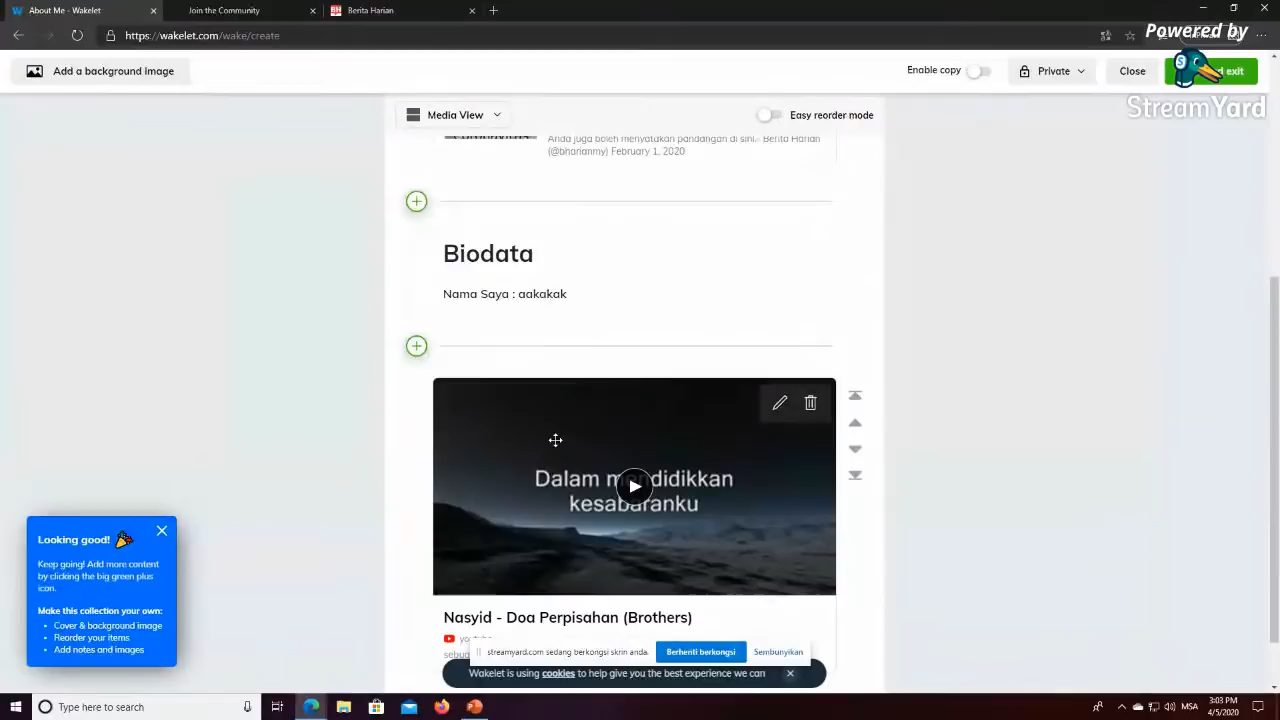 About Me - Wakelet
Join the Community
BH Berita Harian
https://wakelet.com/wake/create
Powered by
StreamYard
Add a background image
Enable copy
Private
Close
exit
Media View
Easy reorder mode
Anda juga boleh menyatakan pandangan di sini.- Berita Harian
(@bharianmy) February 1, 2020
Biodata
Nama Saya : aakakak
Dalam mendidikkan
kesabaranku
Looking good!
Keep going! Add more content
by clicking the big green plus
icon.
Make this collection your own:
• Cover & background image
• Reorder your items
• Add notes and images
Nasyid - Doa Perpisahan (Brothers)
streamyard.com sedang berkongsi skrin anda.
Berhenti berkongsi
Sembunyikan
Wakelet is using cookies to help give you the best experience we can
Type here to search
MSA
3:03 PM
4/5/2020